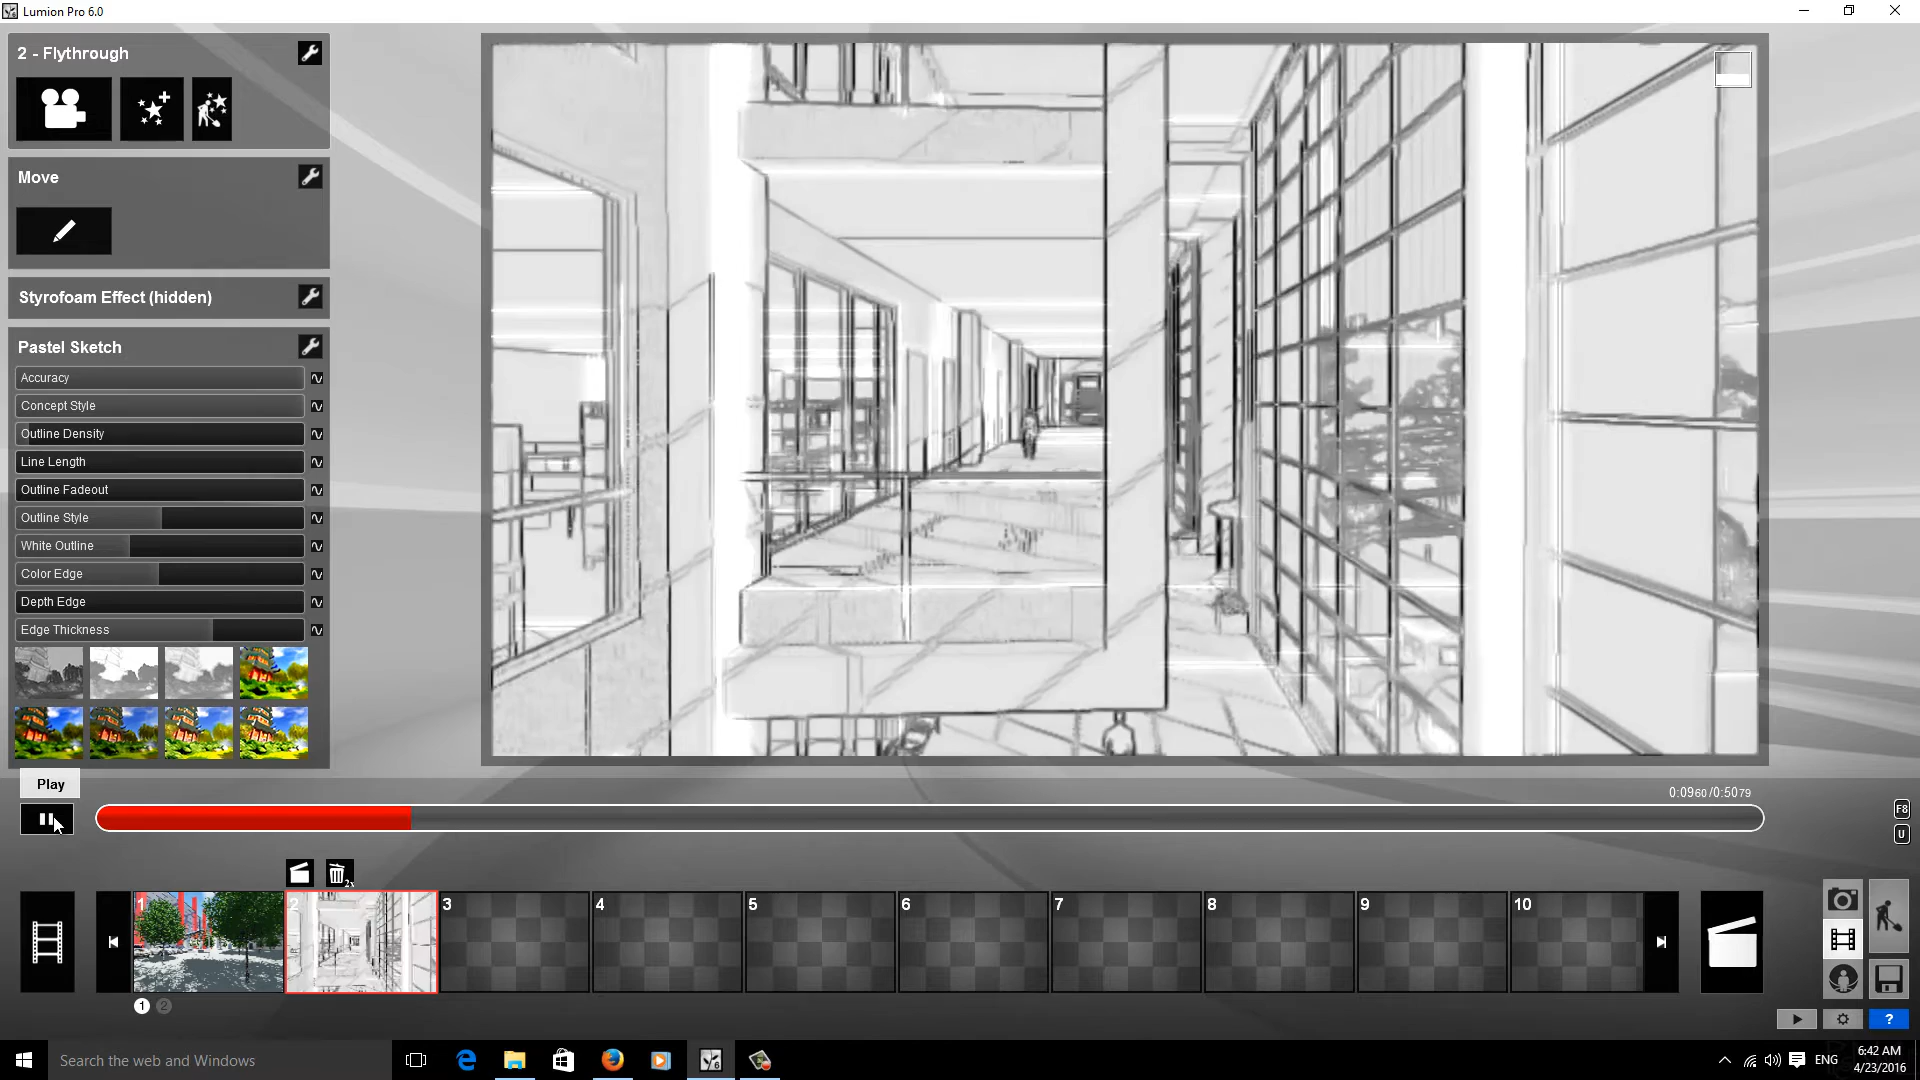 Lumion Pro 6.0
2 - Flythrough
Move
Styrofoam Effect (hidden)
Pastel Sketch
Accuracy
Concept Style
Outline Density
Line Length
Outline Fadeout
Outline Style
White Outline
Color Edge
Depth Edge
Edge Thickness
Play
0:0960/0:5079
F8
U
2x
1
2
3
4
5
6
7
8
9
10
1
2
?
Search the web and Windows
ENG
6:42 AM
4/23/2016